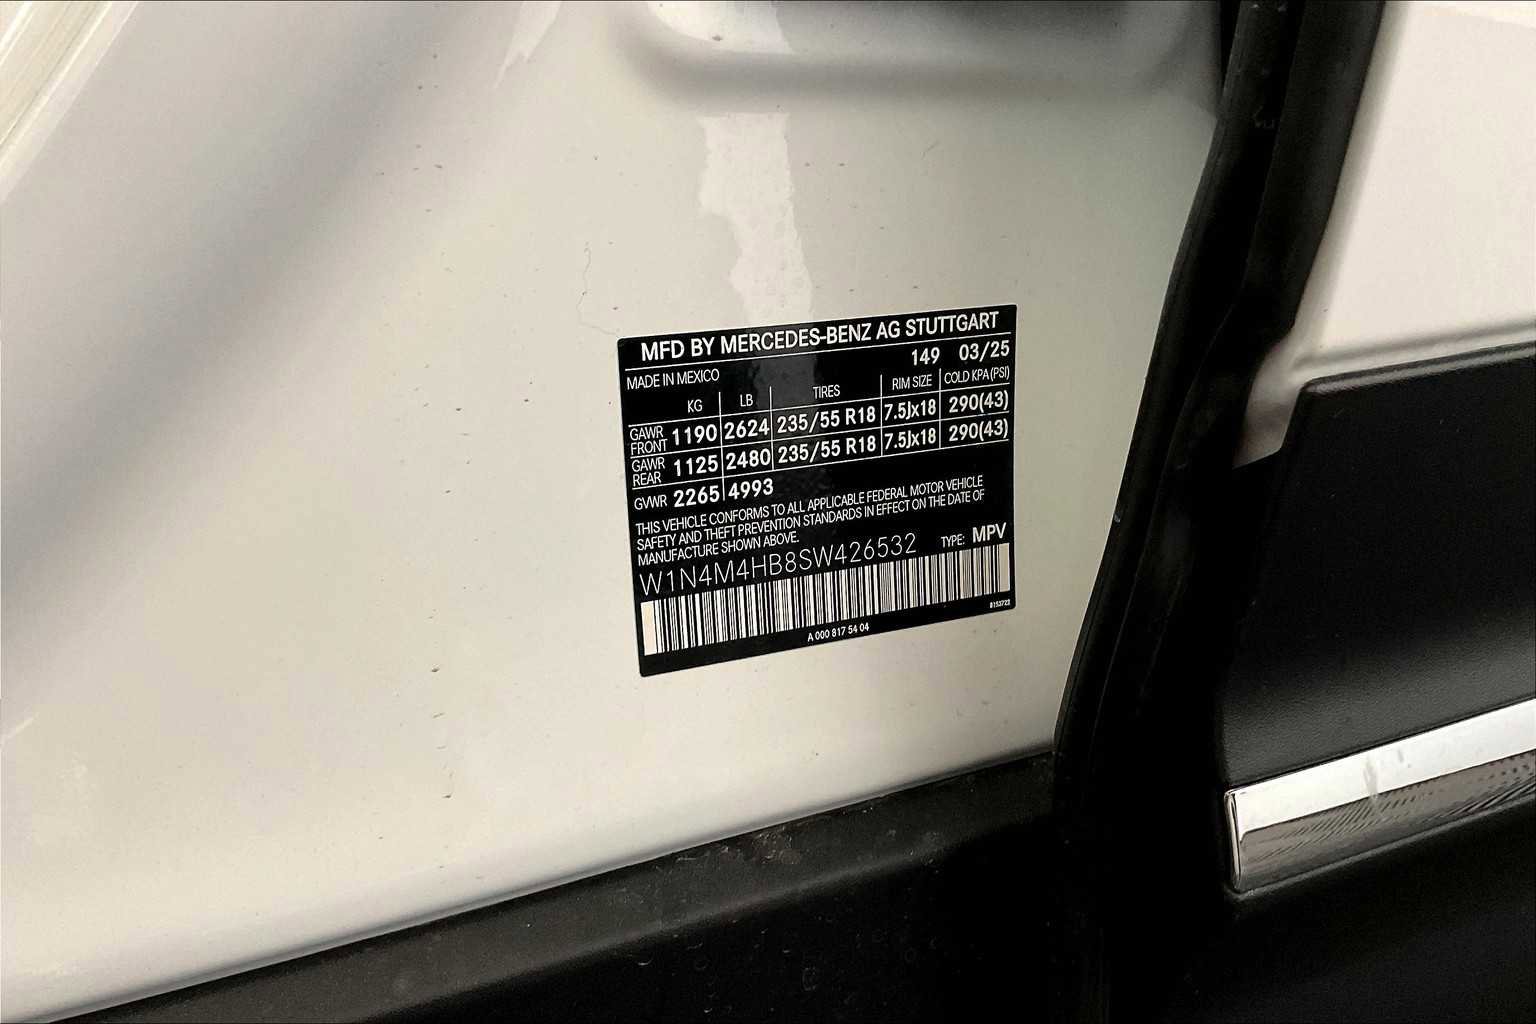 MFD BY MERCEDES-BENZ AG STUTTGART
149 03/25
MADE IN MEXICO
KG LB TIRES RIM SIZE COLD KPA (PSI)
GAWR FRONT 1190 2624 235/55 R18 7.5Jx18 290(43)
GAWR REAR 1125 2480 235/55 R18 7.5Jx18 290(43)
GVWR 2265 4993
THIS VEHICLE CONFORMS TO ALL APPLICABLE FEDERAL MOTOR VEHICLE
SAFETY AND THEFT PREVENTION STANDARDS IN EFFECT ON THE DATE OF
MANUFACTURE SHOWN ABOVE.
W1N4M4HB8SW426532 TYPE: MPV
8153722
A 000 817 54 04